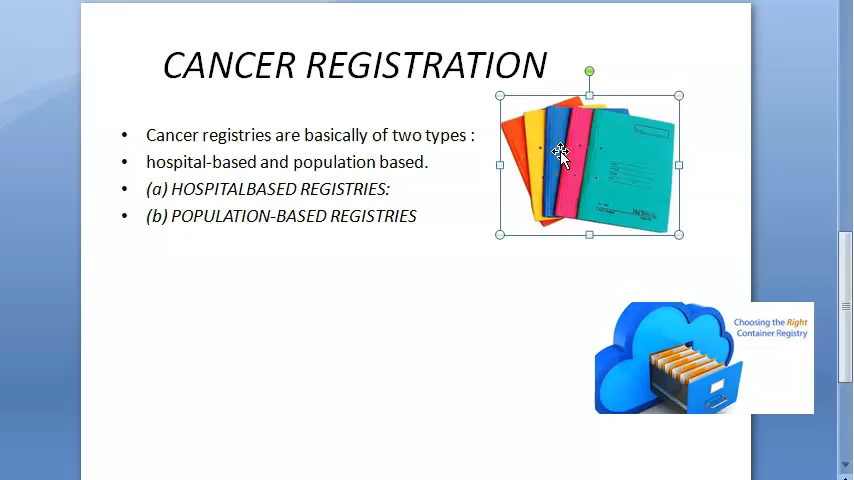 CANCER REGISTRATION
• Cancer registries are basically of two types :
• hospital-based and population based.
• (a) HOSPITALBASED REGISTRIES:
• (b) POPULATION-BASED REGISTRIES
Choosing the Right
Container Registry